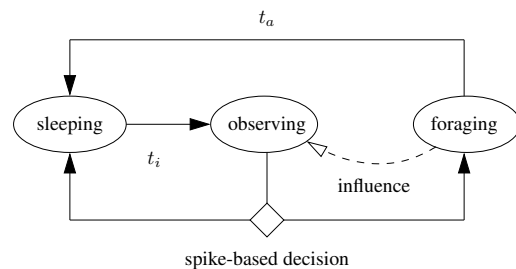 t_a
sleeping
observing
foraging
t_i
influence
spike-based decision